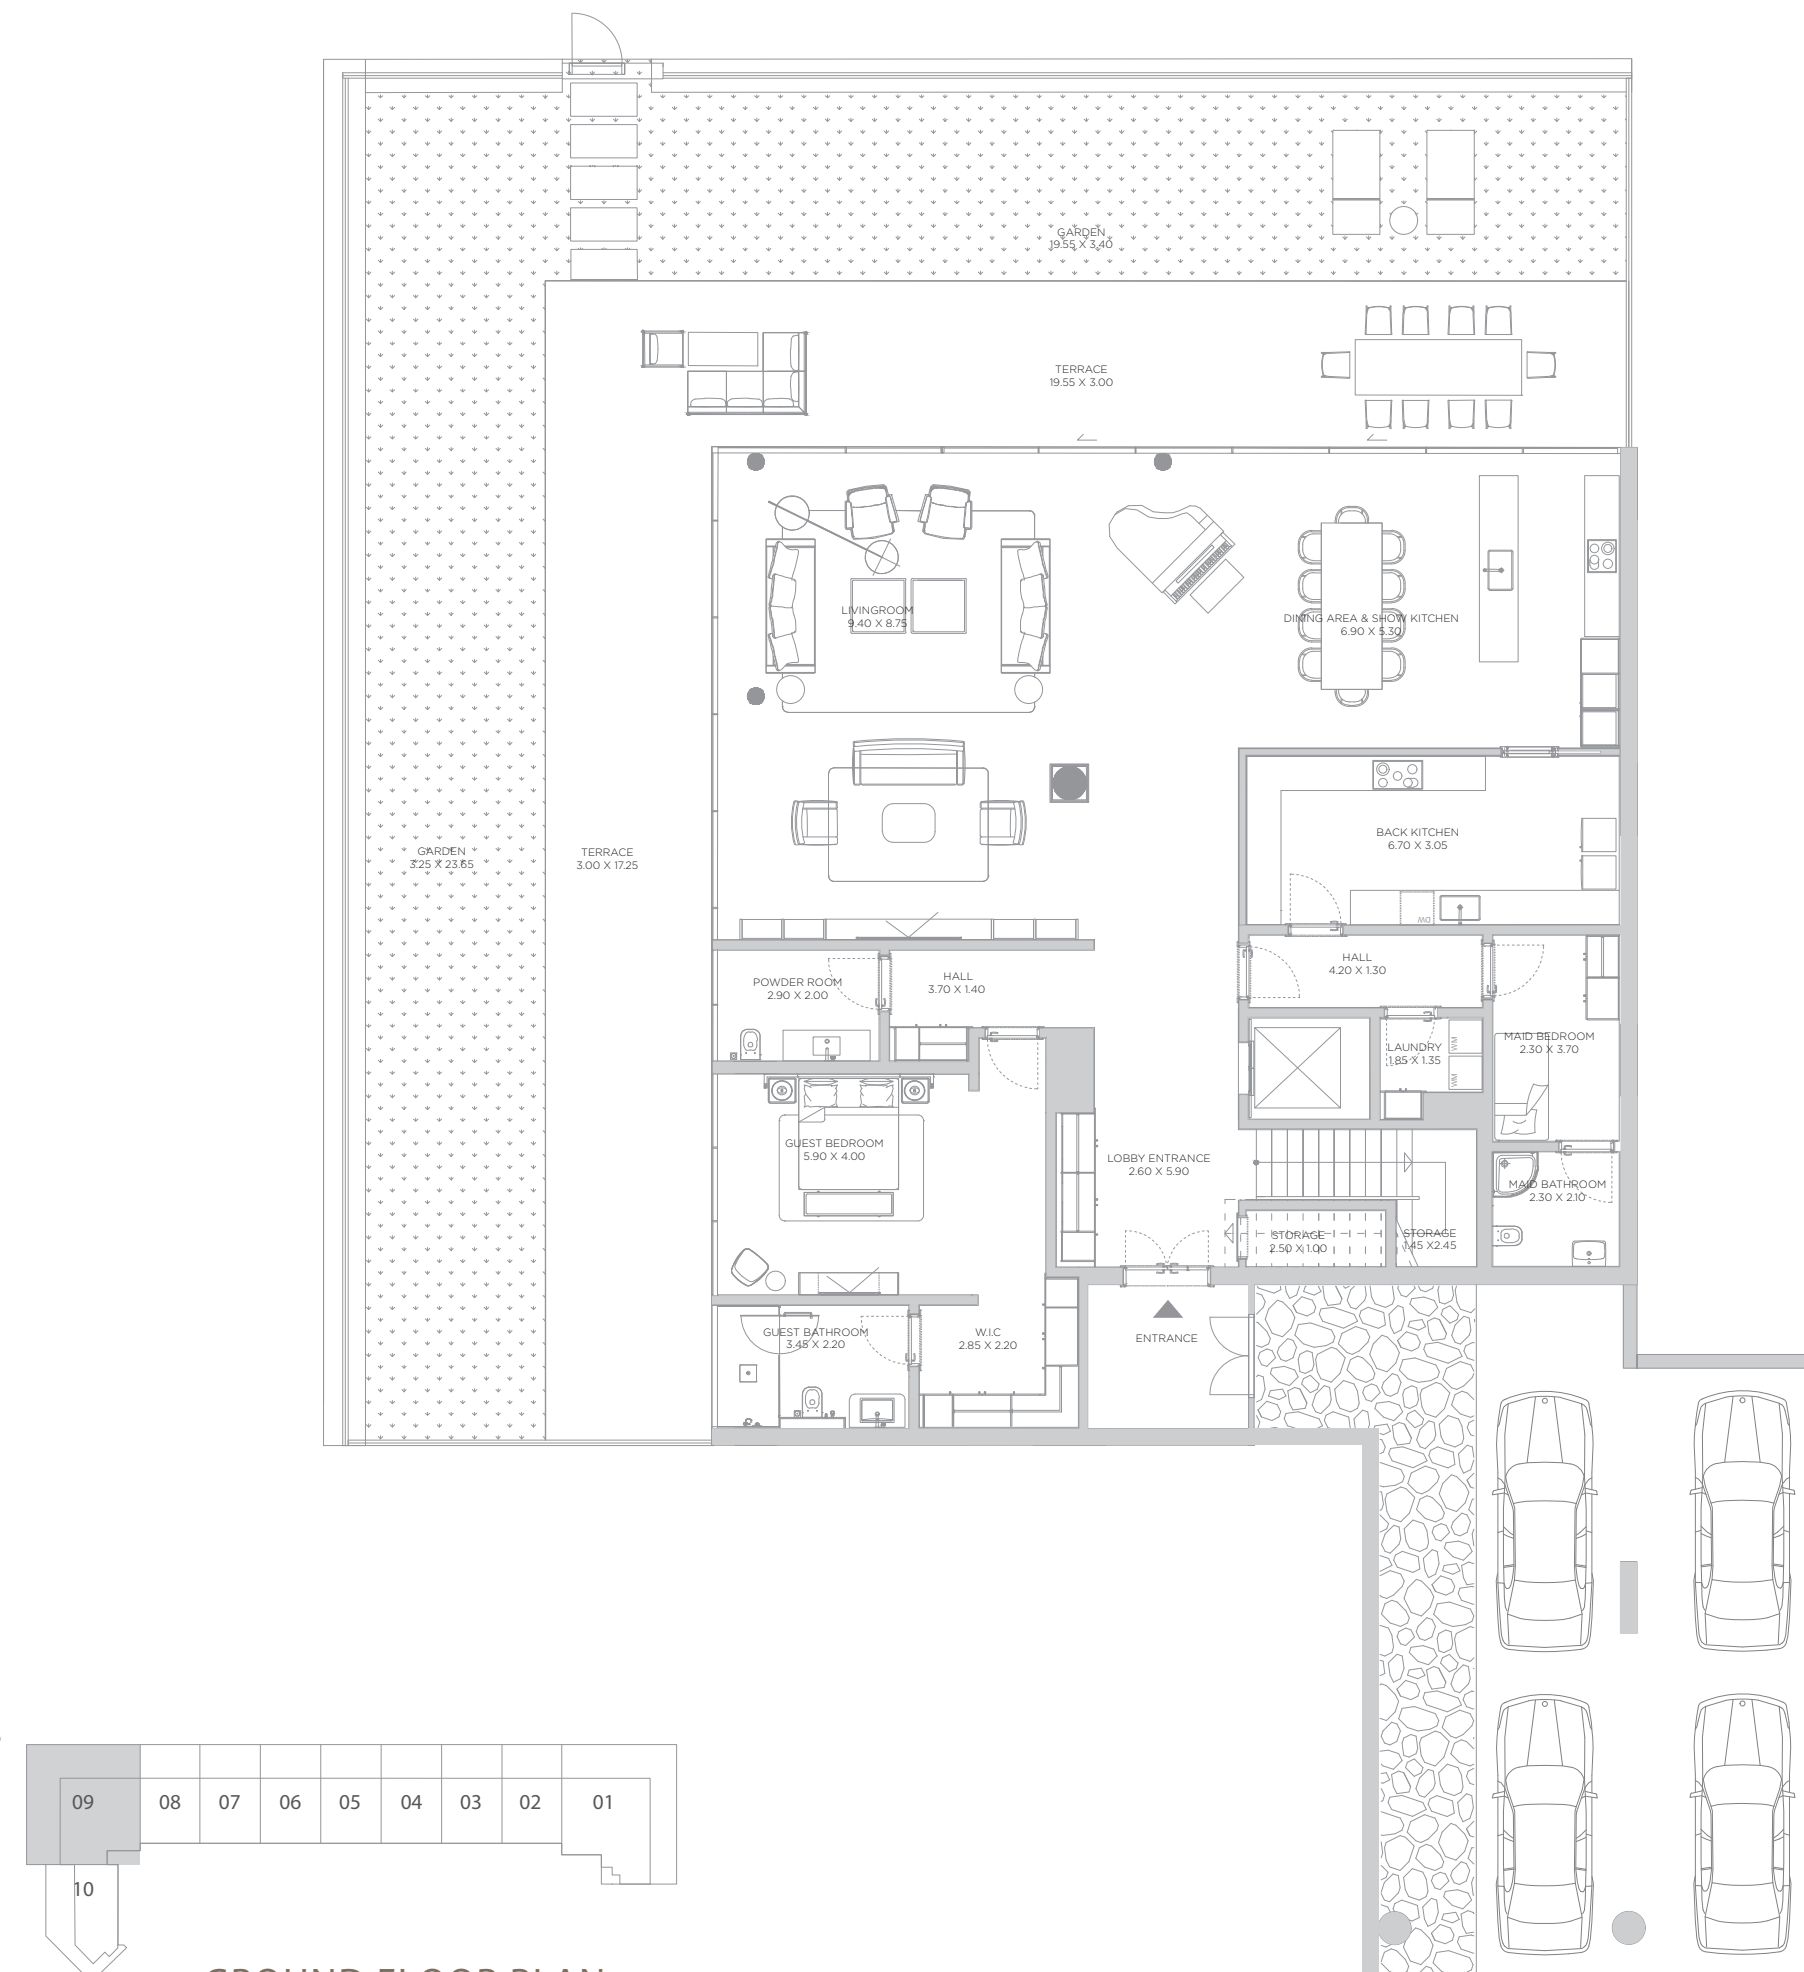 GARDEN
19.55 X 3.40
TERRACE
19.55 X 3.00
LIVINGROOM
9.40 X 8.75
DINING AREA & SHOW KITCHEN
6.90 X 5.30
GARDEN
3.25 X 23.65
TERRACE
3.00 X 17.25
BACK KITCHEN
6.70 X 3.05
DW
POWDER ROOM
2.90 X 2.00
HALL
3.70 X 1.40
HALL
4.20 X 1.30
LAUNDRY
1.85 X 1.35
WM
WM
MAID BEDROOM
2.30 X 3.70
GUEST BEDROOM
5.90 X 4.00
LOBBY ENTRANCE
2.60 X 5.90
MAID BATHROOM
2.30 X 2.10
STORAGE
2.50 X 1.00
STORAGE
1.45 X2.45
GUEST BATHROOM
3.45 X 2.20
W.I.C
2.85 X 2.20
ENTRANCE
09
08
07
06
05
04
03
02
01
10
GROUND FLOOR PLAN